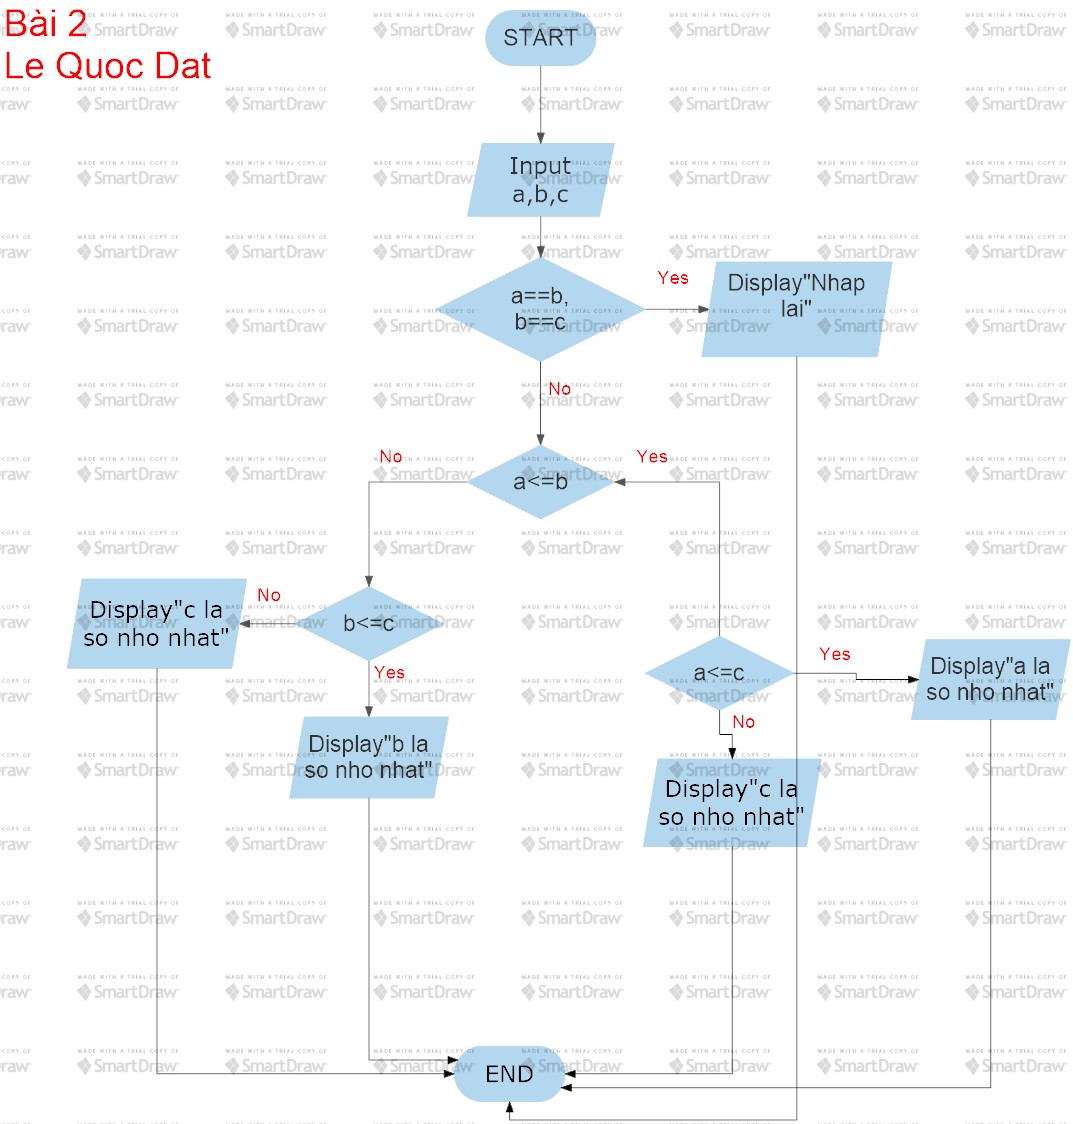 Bài 2
Le Quoc Dat
START
Input
a,b,c
a==b,
b==c
Yes
Display"Nhap
lai"
No
No
a<=b
Yes
Display"c la
so nho nhat"
No
b<=c
Yes
Display"b la
so nho nhat"
a<=c
Yes
Display"a la
so nho nhat"
No
Display"c la
so nho nhat"
END
MADE WITH A TRIAL COPY OF
SmartDraw